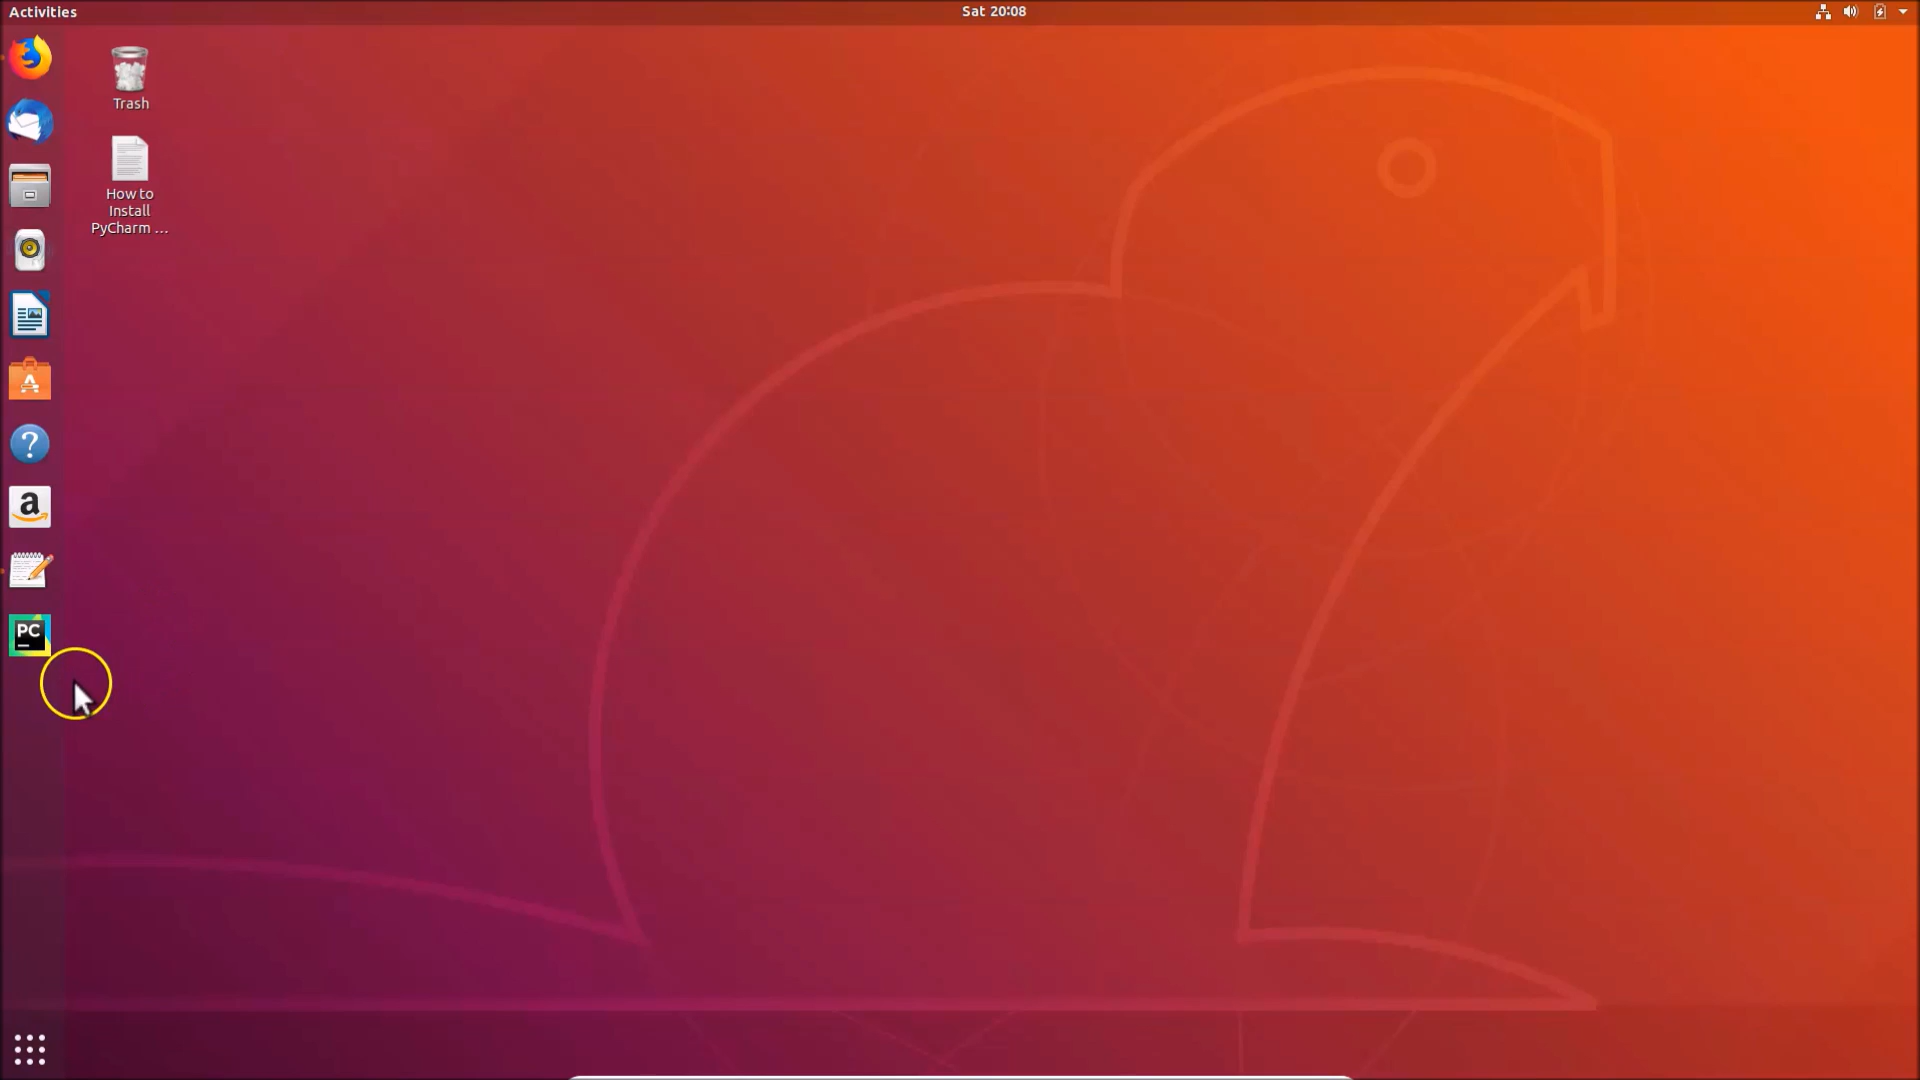 Activities
Sat 20:08
Trash
How to
Install
PyCharm ...
a
PC